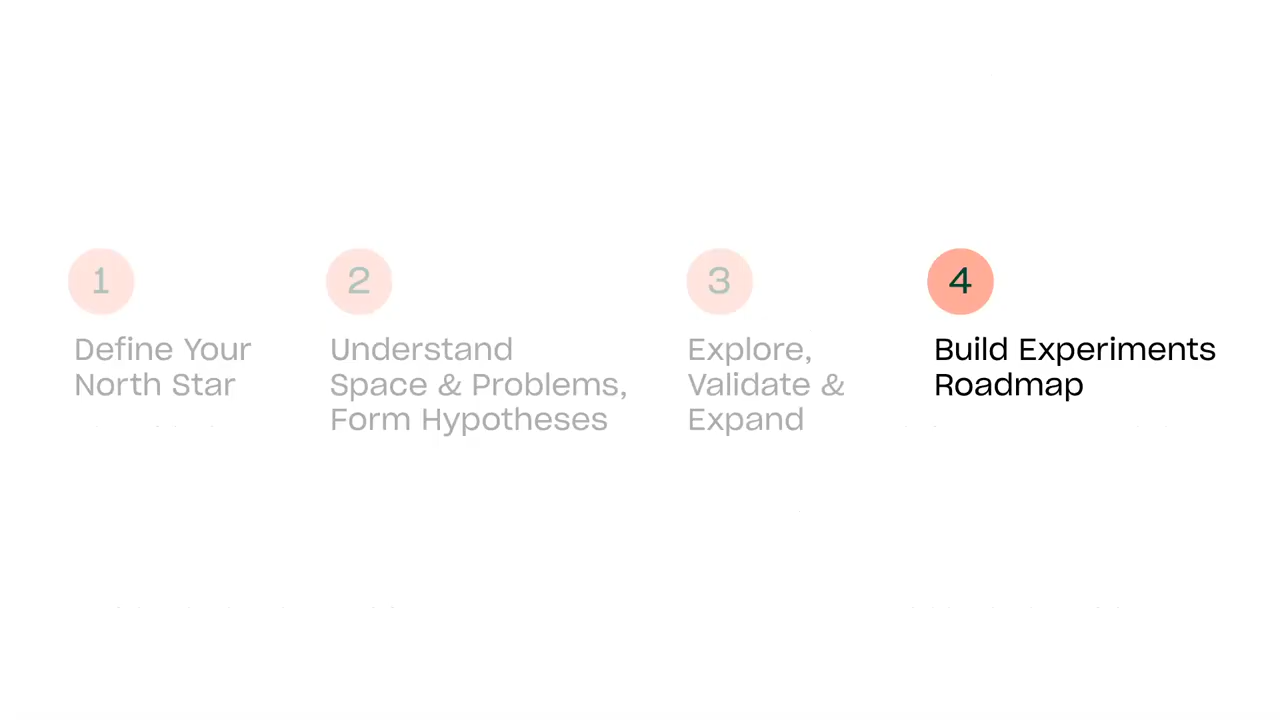 1
Define Your
North Star
2
Understand
Space & Problems,
Form Hypotheses
3
Explore,
Validate &
Expand
4
Build Experiments
Roadmap